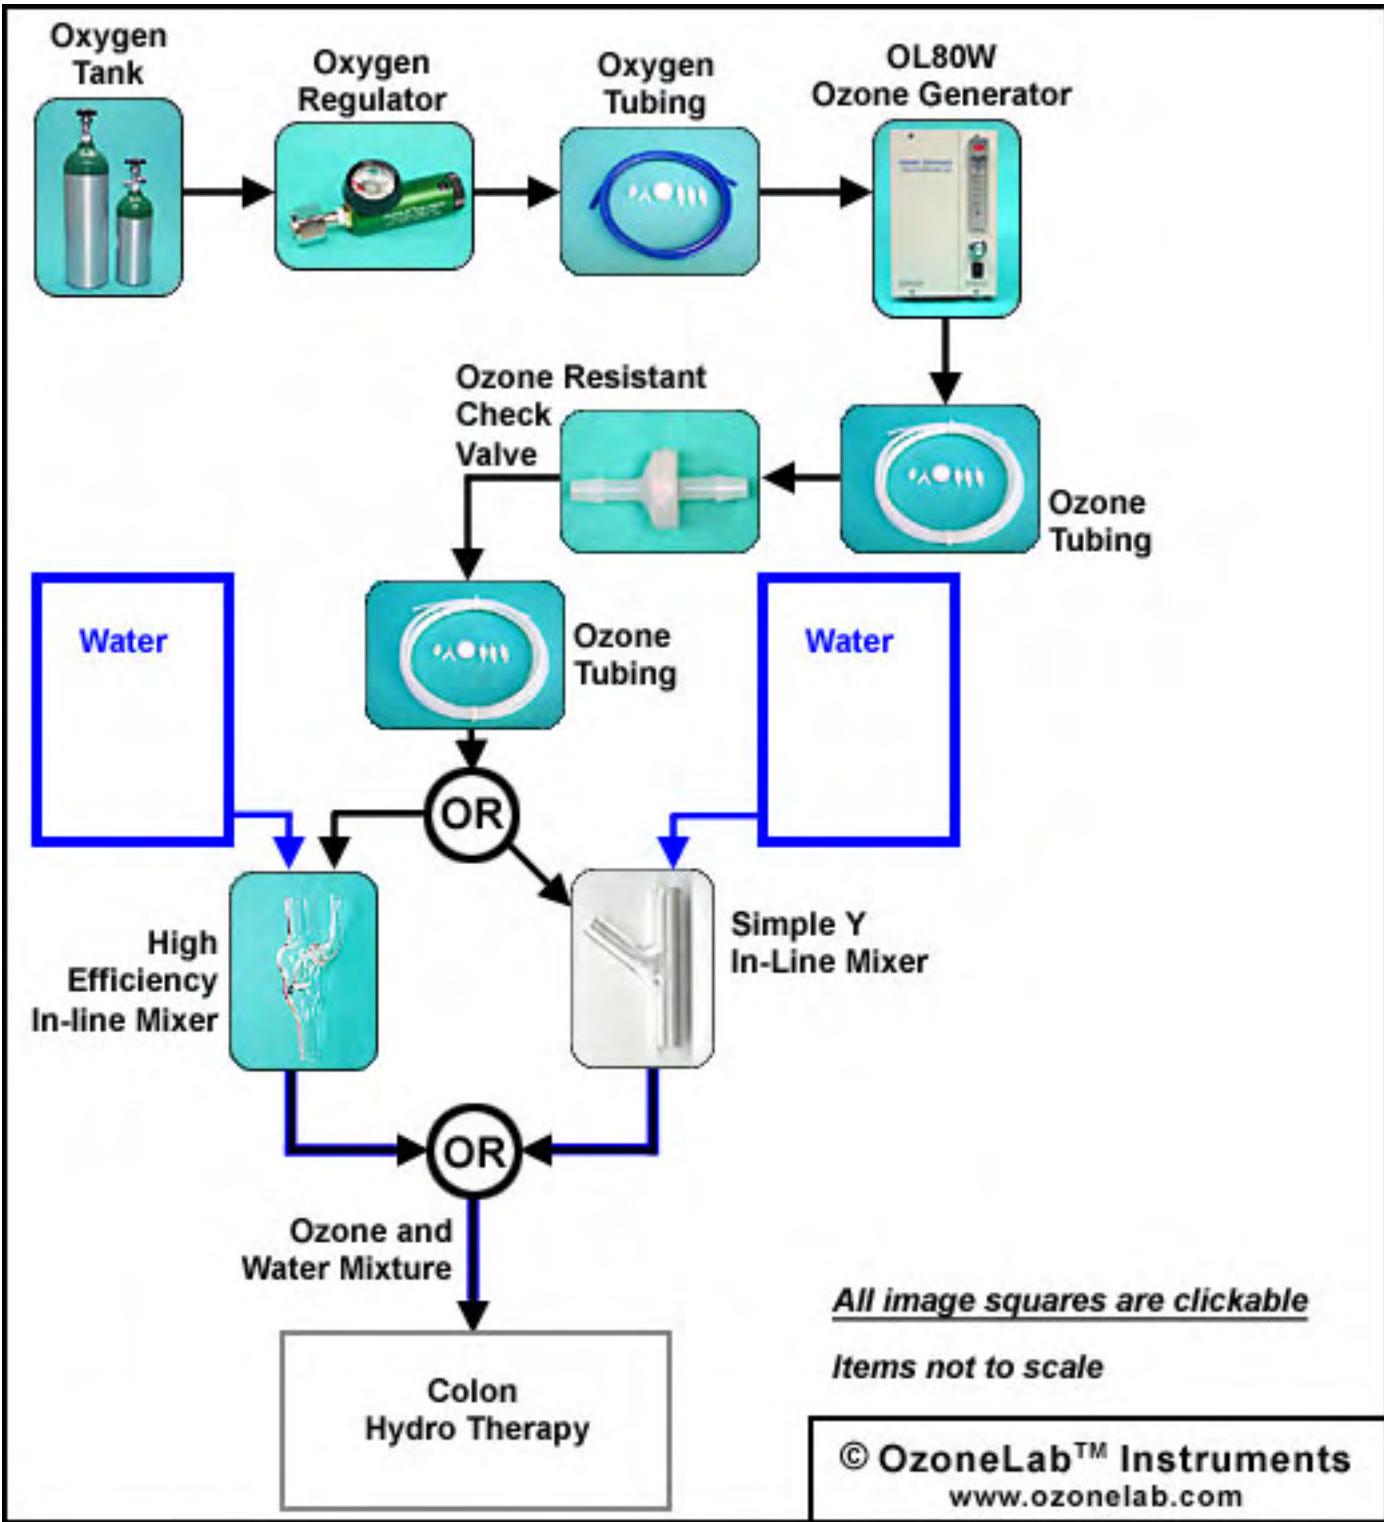 Oxygen
Tank
Oxygen
Regulator
Oxygen
Tubing
OL80W
Ozone Generator
Ozone Resistant
Check
Valve
Ozone
Tubing
Water
Ozone
Tubing
Water
OR
High
Efficiency
In-line Mixer
Simple Y
In-Line Mixer
OR
Ozone and
Water Mixture
Colon
Hydro Therapy
All image squares are clickable
Items not to scale
© OzoneLab™ Instruments
www.ozonelab.com